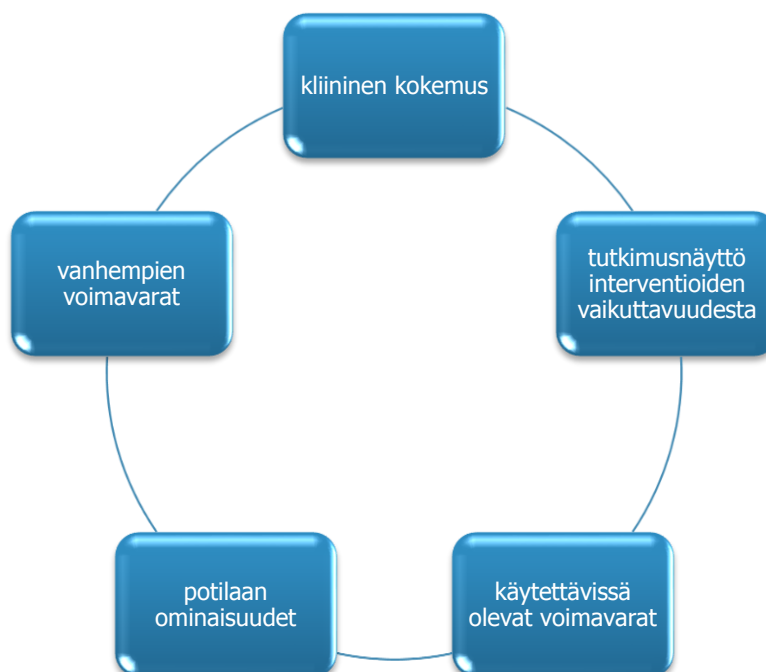 kliininen kokemus
tutkimusnäyttö
interventioiden
vaikuttavuudesta
käytettävissä
olevat voimavarat
potilaan
ominaisuudet
vanhempien
voimavarat